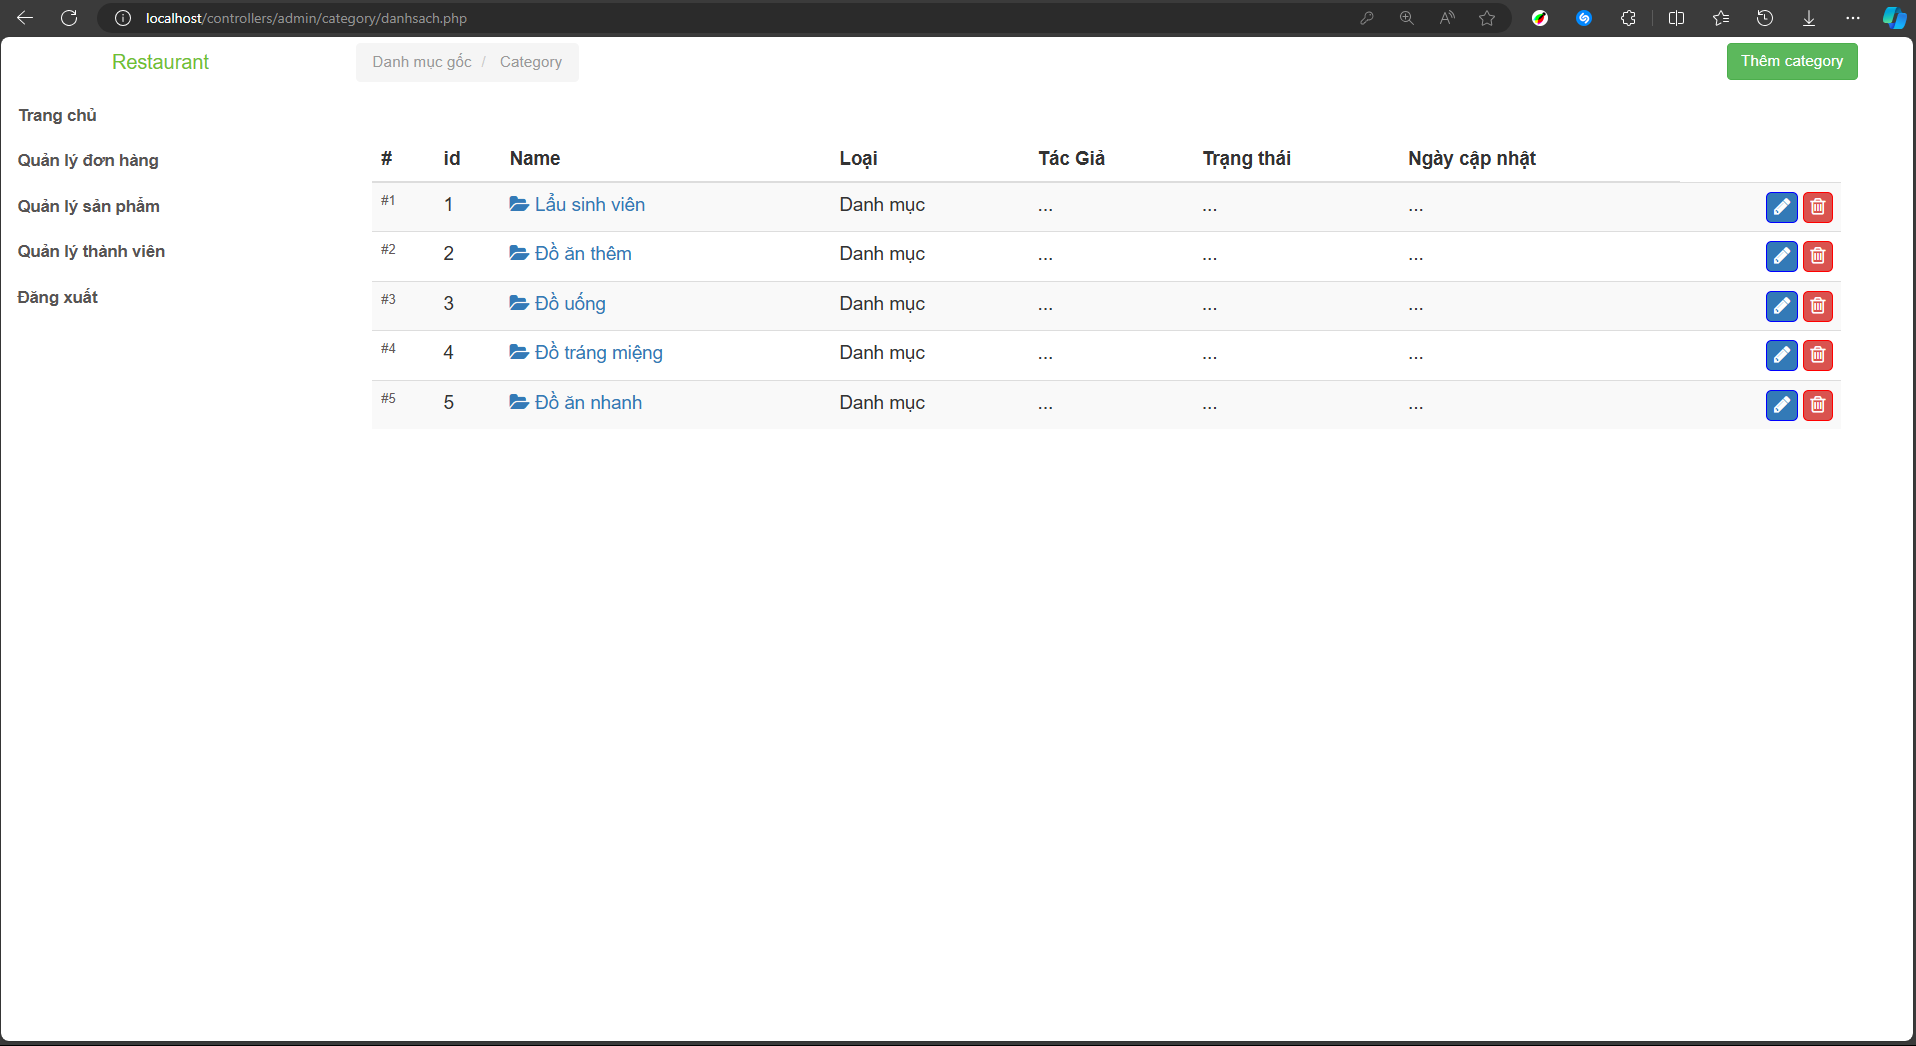 localhost/controllers/admin/category/danhsach.php
Restaurant
Danh mục gốc / Category
Thêm category
Trang chủ
Quản lý đơn hàng
Quản lý sản phẩm
Quản lý thành viên
Đăng xuất
# id Name Loại Tác Giả Trạng thái Ngày cập nhật
#1 1 Lẩu sinh viên Danh mục ... ... ...
#2 2 Đồ ăn thêm Danh mục ... ... ...
#3 3 Đồ uống Danh mục ... ... ...
#4 4 Đồ tráng miệng Danh mục ... ... ...
#5 5 Đồ ăn nhanh Danh mục ... ... ...